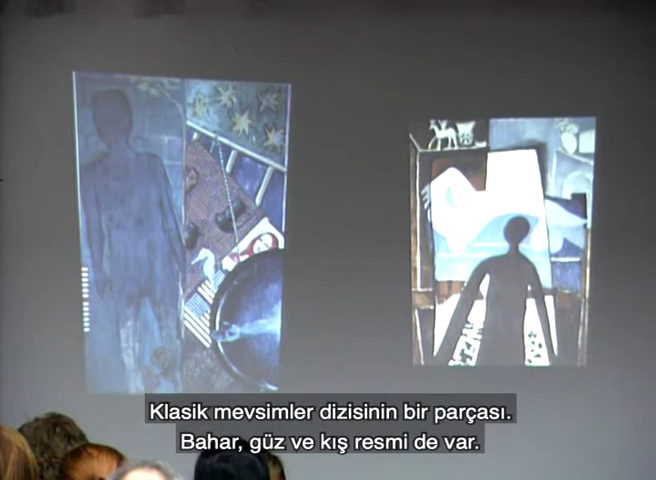 Klasik mevsimler dizisinin bir parçası.
Bahar, güz ve kış resmi de var.